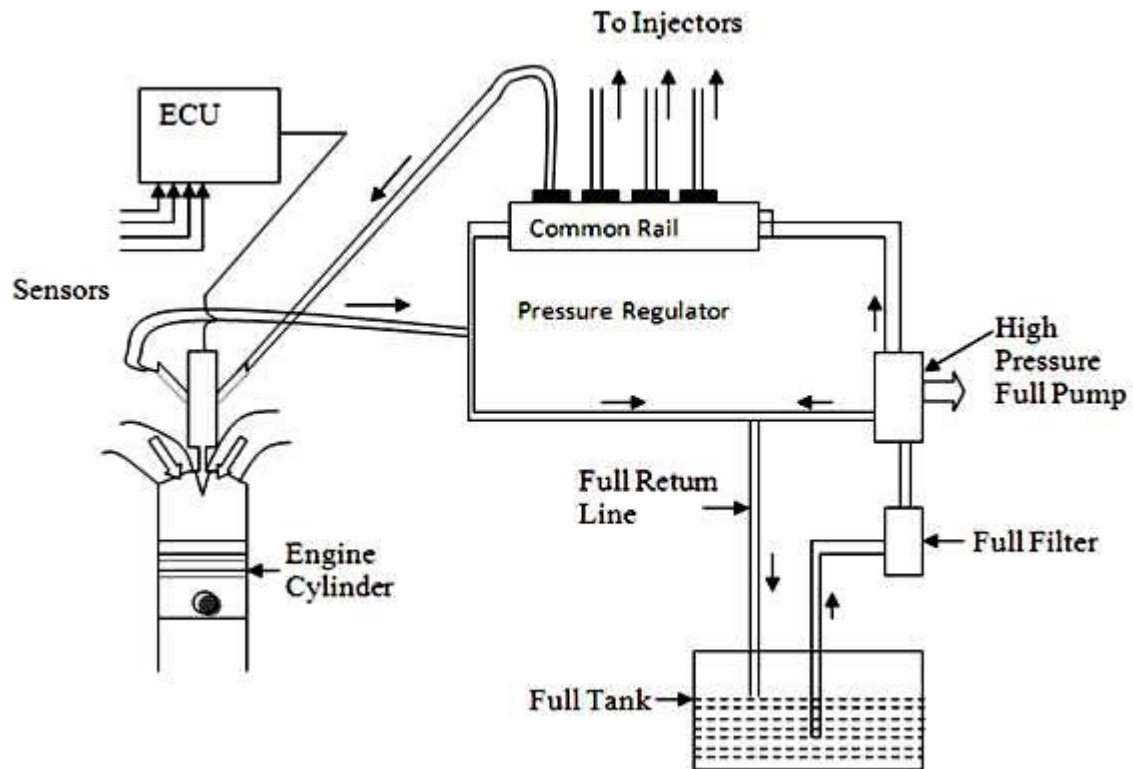 To Injectors
ECU
Common Rail
Sensors
Pressure Regulator
High
Pressure
Full Pump
Full Return
Line
Full Filter
Engine
Cylinder
Full Tank